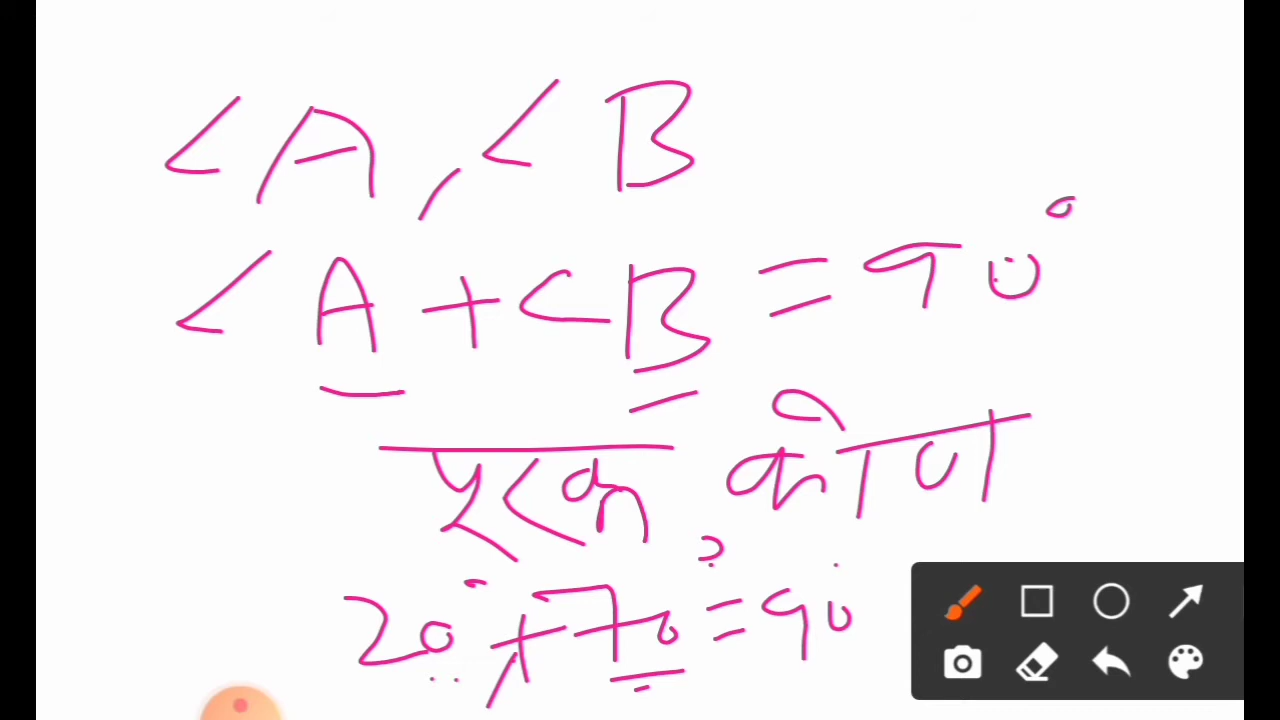 <A, <B
<A + <B = 90°
पूरक कोण
20° + 70° = 90°